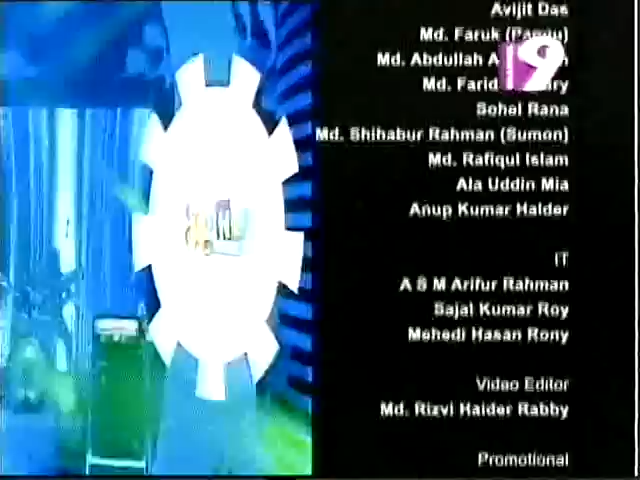 Avijit Das
Md. Faruk
Md. Abdullah
19
Md. Farid
Sohel Rana
Md. Shihabur Rahman (Sumon)
Md. Rafiqul Islam
Ala Uddin Mia
Anup Kumar Halder
IT
A S M Arifur Rahman
Sajal Kumar Roy
Mehedi Hasan Rony
Video Editor
Md. Rizvi Haider Rabby
Promotional